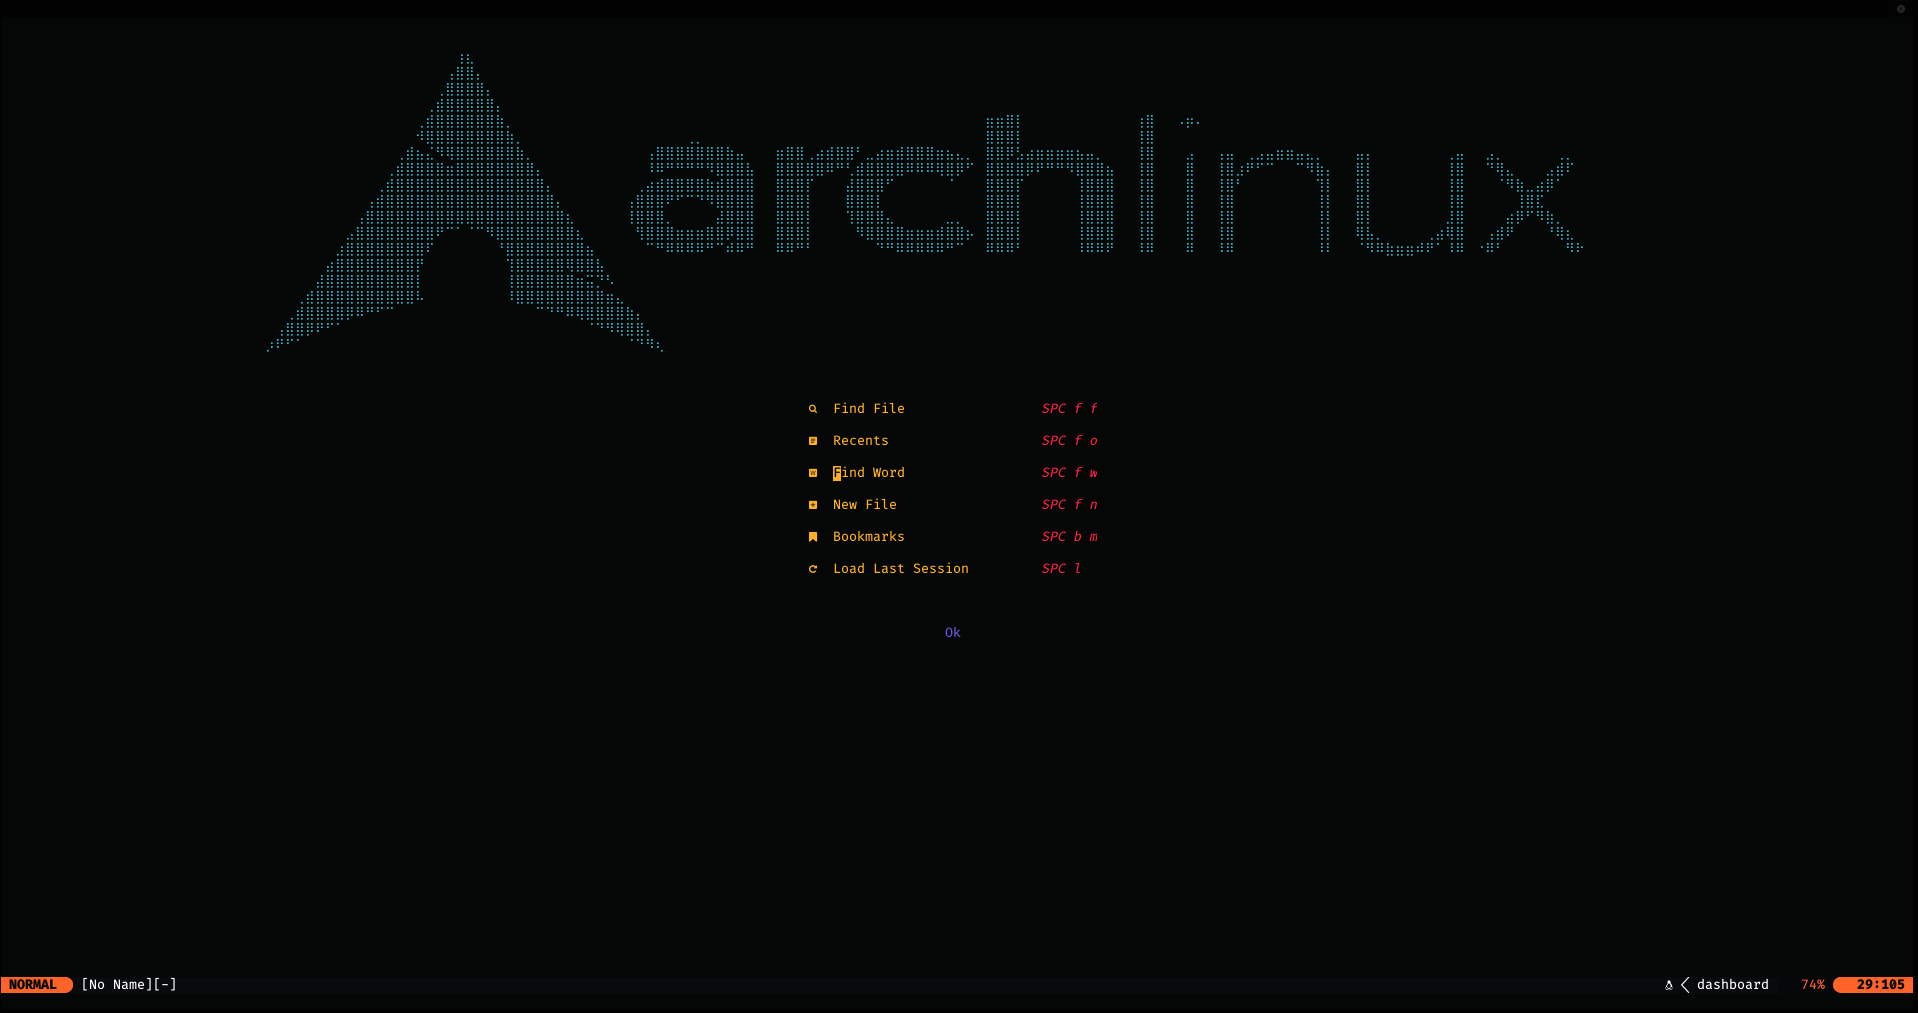 archlinux
Find File SPC f f
Recents SPC f o
Find Word SPC f w
New File SPC f n
Bookmarks SPC b m
Load Last Session SPC l
Ok
NORMAL [No Name][-] dashboard 74% 29:105